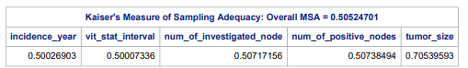 Kaiser's Measure of Sampling Adequacy: Overall MSA = 0.50524701
incidence_year vit_stat_interval num_of_investigated_node num_of_positive_nodes tumor_size
0.50026903 0.50007336 0.50717156 0.50738494 0.70539593